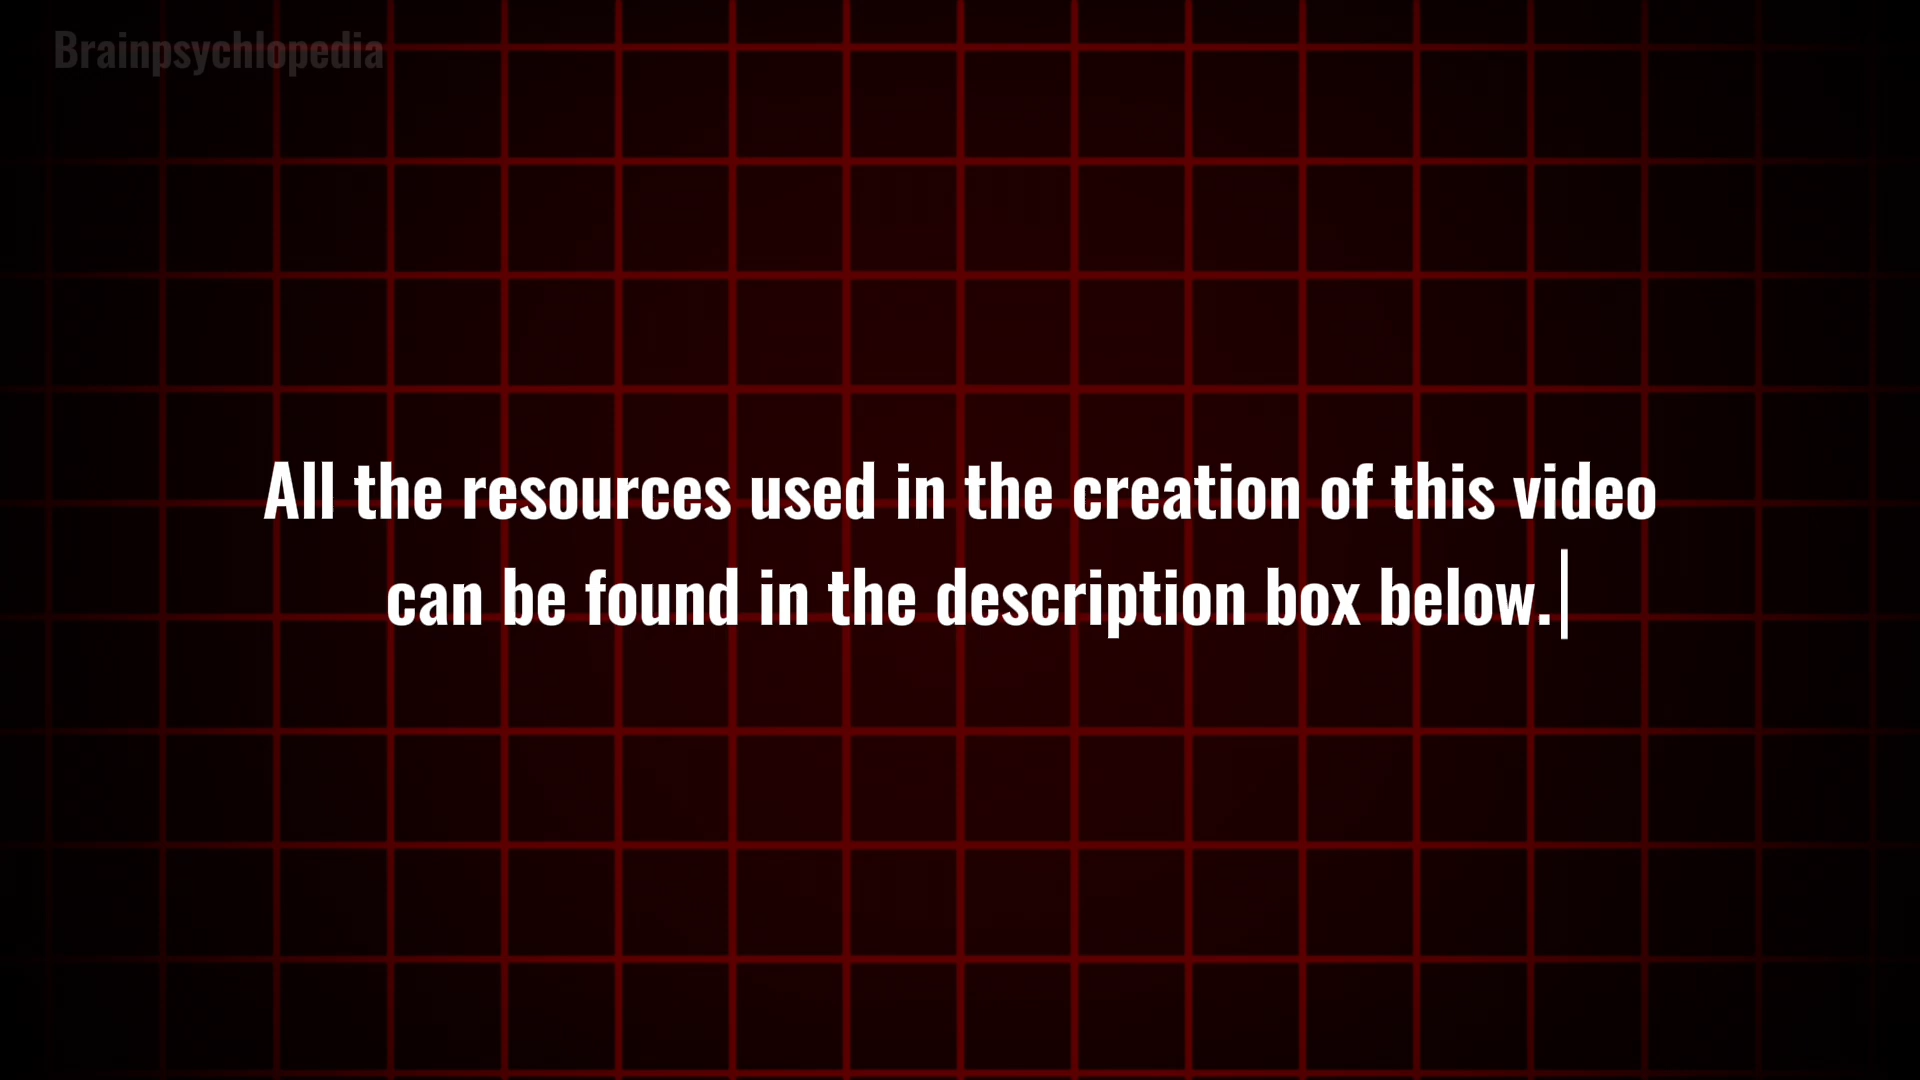 Brainpsychlopedia
All the resources used in the creation of this video
can be found in the description box below.